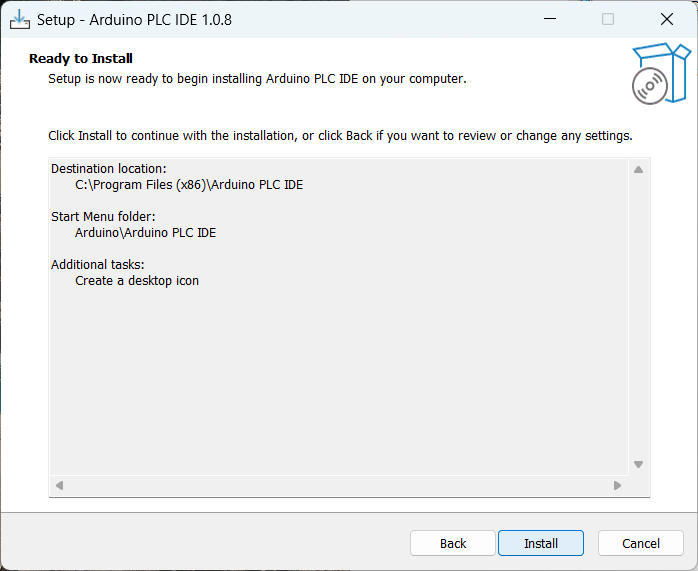 Setup - Arduino PLC IDE 1.0.8
Ready to Install
Setup is now ready to begin installing Arduino PLC IDE on your computer.
Click Install to continue with the installation, or click Back if you want to review or change any settings.
Destination location:
C:\Program Files (x86)\Arduino PLC IDE
Start Menu folder:
Arduino\Arduino PLC IDE
Additional tasks:
Create a desktop icon
Back
Install
Cancel